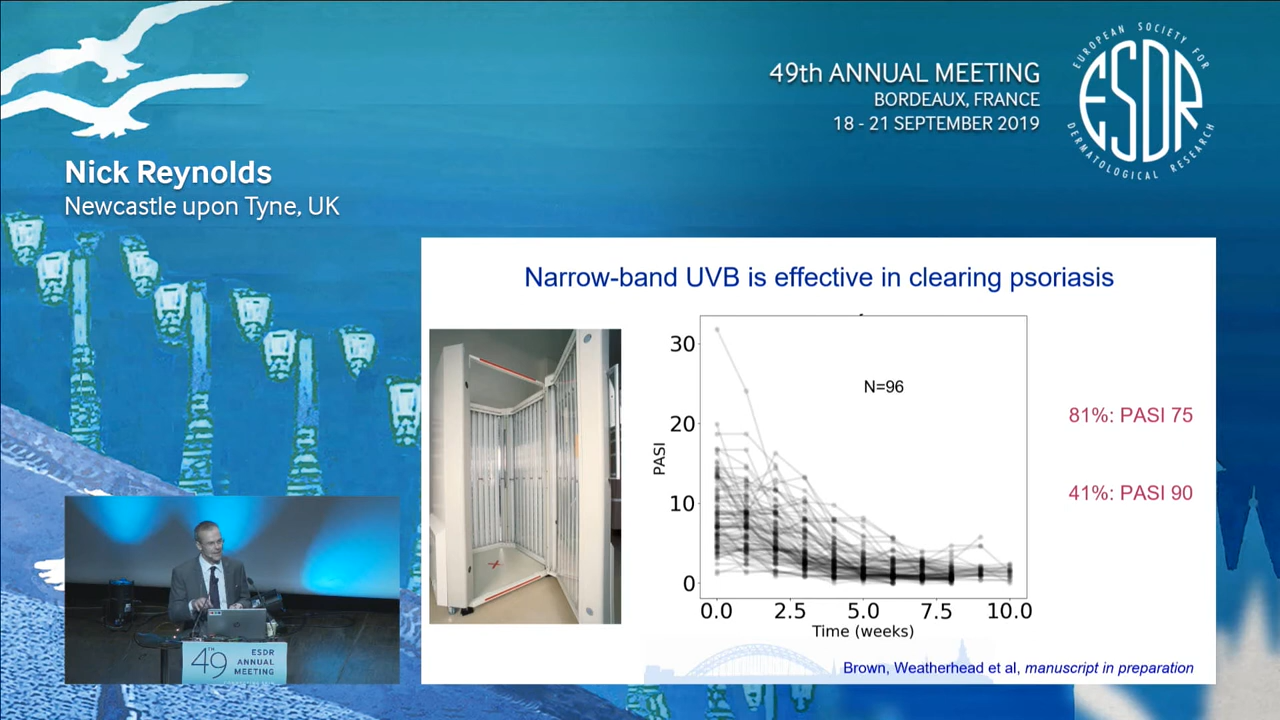 49th ANNUAL MEETING
BORDEAUX, FRANCE
18 - 21 SEPTEMBER 2019
EUROPEAN SOCIETY FOR
ESDR
DERMATOLOGICAL RESEARCH
Nick Reynolds
Newcastle upon Tyne, UK
Narrow-band UVB is effective in clearing psoriasis
30
20
10
0
PASI
N=96
0.0 2.5 5.0 7.5 10.0
Time (weeks)
81%: PASI 75
41%: PASI 90
Brown, Weatherhead et al, manuscript in preparation
49TH ESDR
ANNUAL
MEETING